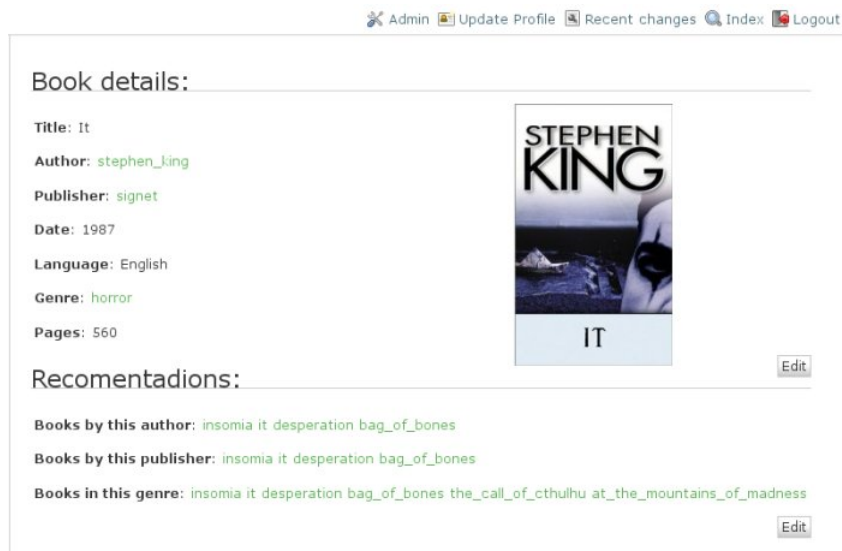 Admin Update Profile Recent changes Index Logout
Book details:
Title: It
Author: stephen_king
Publisher: signet
Date: 1987
Language: English
Genre: horror
Pages: 560
STEPHEN
KING
IT
Edit
Recomentadions:
Books by this author: insomia it desperation bag_of_bones
Books by this publisher: insomia it desperation bag_of_bones
Books in this genre: insomia it desperation bag_of_bones the_call_of_cthulhu at_the_mountains_of_madness
Edit